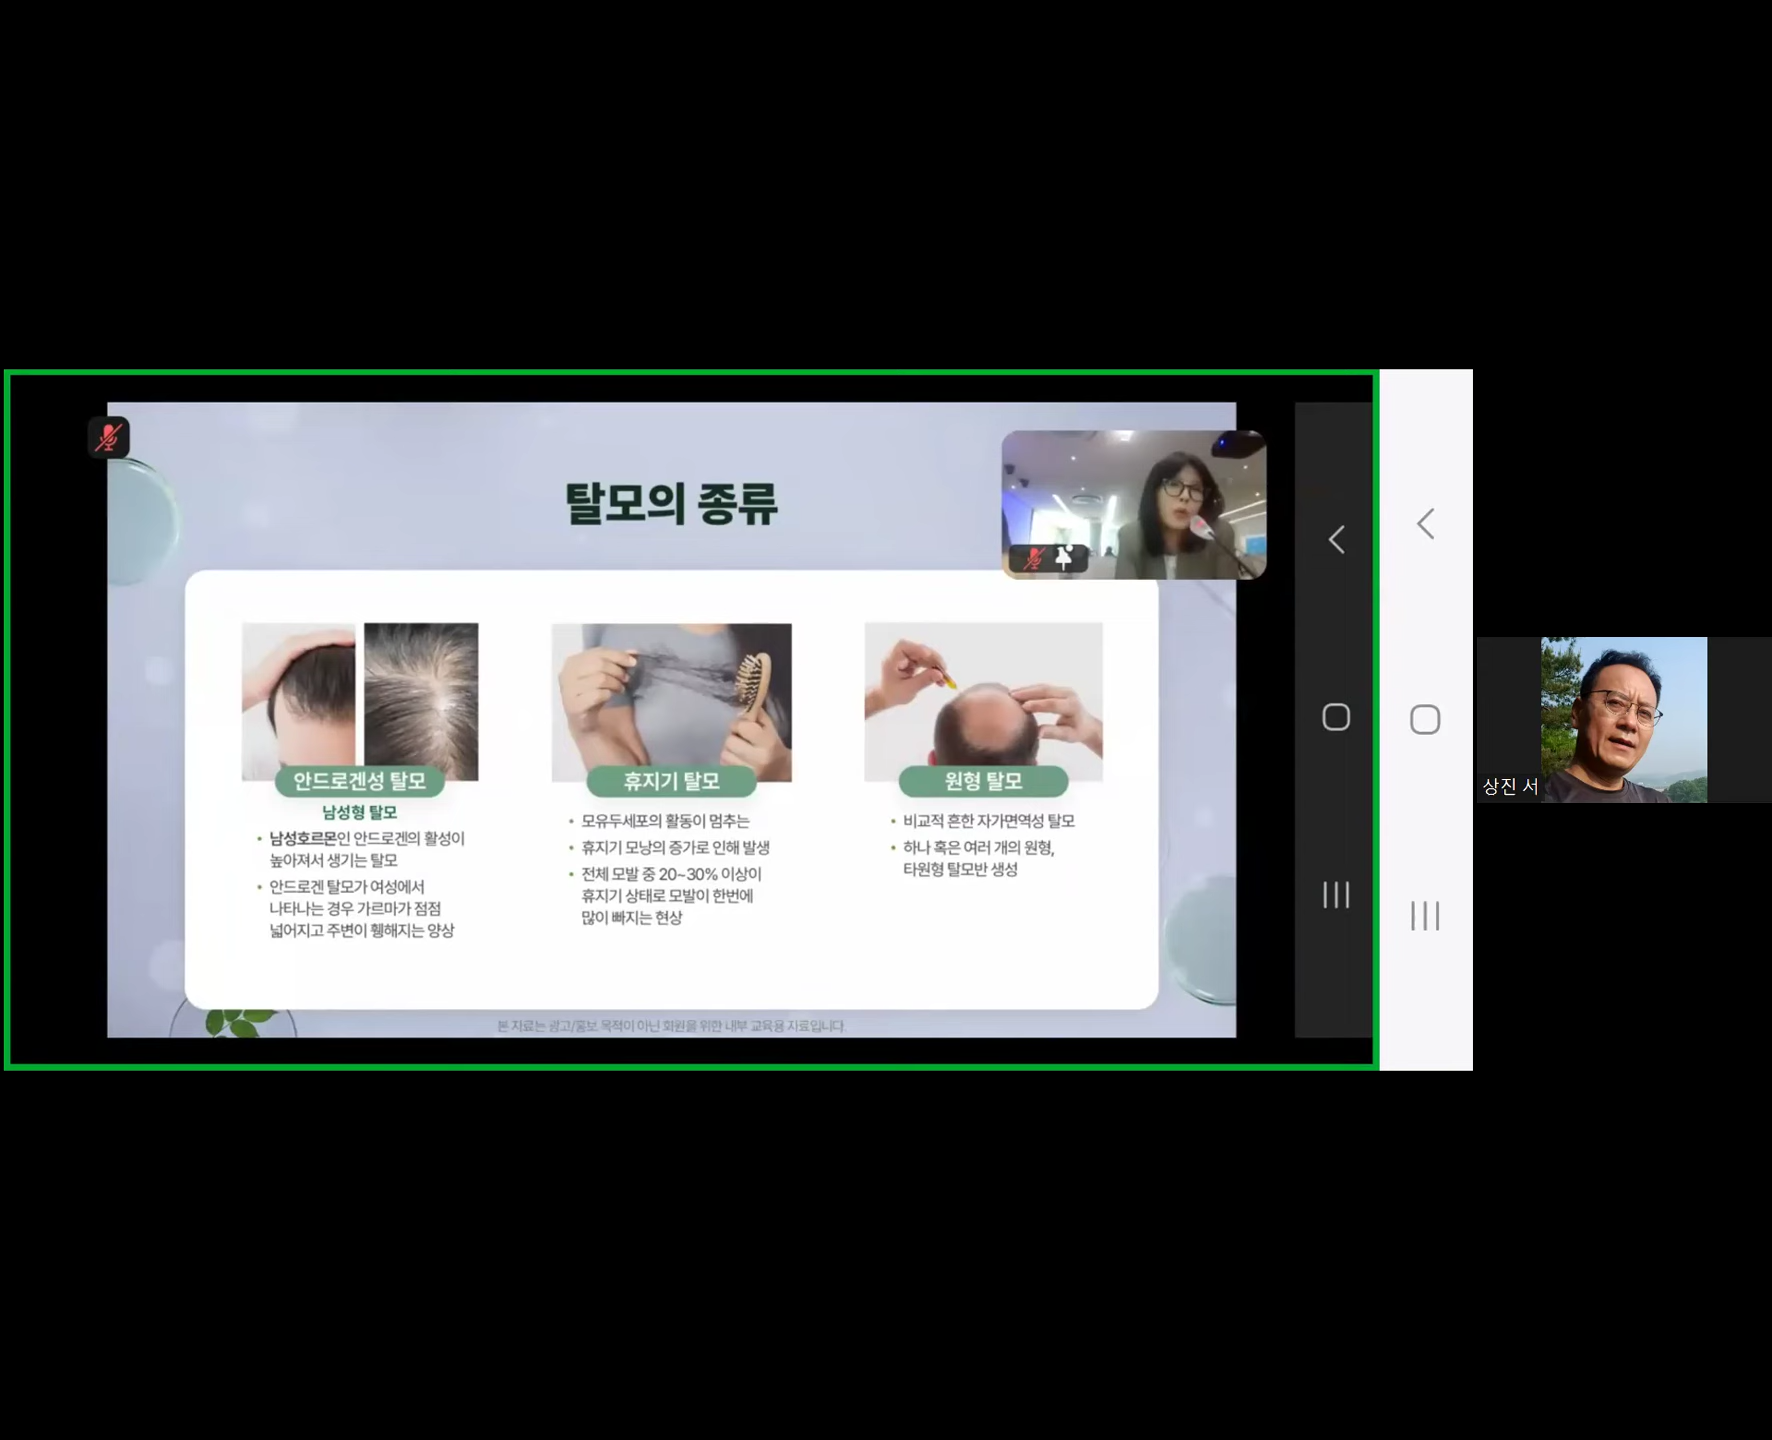 탈모의 종류
안드로겐성 탈모
남성형 탈모
• 남성호르몬인 안드로겐의 활성이
높아져서 생기는 탈모
• 안드로겐 탈모가 여성에서
나타나는 경우 가르마가 점점
넓어지고 주변이 휑해지는 양상
휴지기 탈모
• 모유두세포의 활동이 멈추는
• 휴지기 모낭의 증가로 인해 발생
• 전체 모발 중 20~30% 이상이
휴지기 상태로 모발이 한번에
많이 빠지는 현상
원형 탈모
• 비교적 흔한 자가면역성 탈모
• 하나 혹은 여러 개의 원형,
타원형 탈모반 생성
본 자료는 광고/홍보 목적이 아닌 회원을 위한 내부 교육용 자료입니다.
상진 서